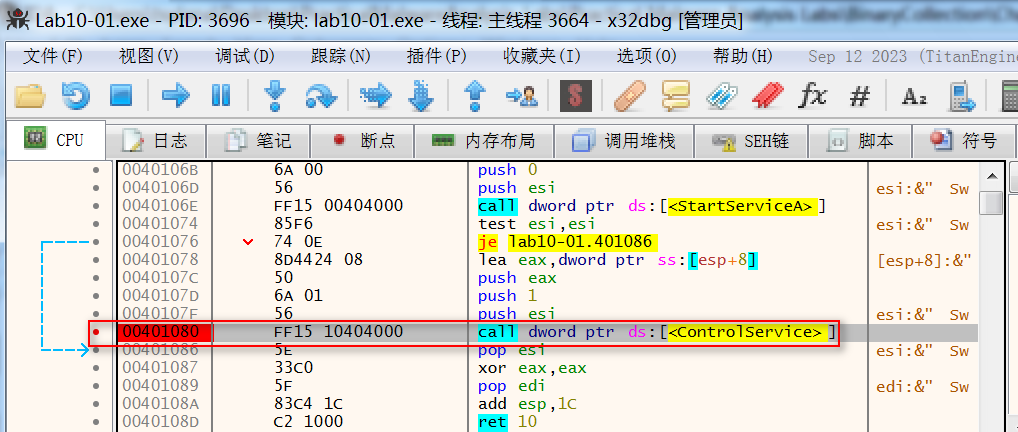 Lab10-01.exe - PID: 3696 - 模块: lab10-01.exe - 线程: 主线程 3664 - x32dbg [管理员]
文件(F) 视图(V) 调试(D) 跟踪(N) 插件(P) 收藏夹(I) 选项(O) 帮助(H) Sep 12 2023 (TitanEngin
CPU 日志 笔记 断点 内存布局 调用堆栈 SEH链 脚本 符号
0040106B 6A 00 push 0
0040106D 56 push esi esi:&" Sw
0040106E FF15 00404000 call dword ptr ds:[<StartServiceA>]
00401074 85F6 test esi,esi esi:&" Sw
00401076 74 0E je lab10-01.401086
00401078 8D4424 08 lea eax,dword ptr ss:[esp+8] [esp+8]:&"
0040107C 50 push eax
0040107D 6A 01 push 1
0040107F 56 push esi esi:&" Sw
00401080 FF15 10404000 call dword ptr ds:[<ControlService>]
00401086 5E pop esi esi:&" Sw
00401087 33C0 xor eax,eax
00401089 5F pop edi edi:&" Sw
0040108A 83C4 1C add esp,1C
0040108D C2 1000 ret 10